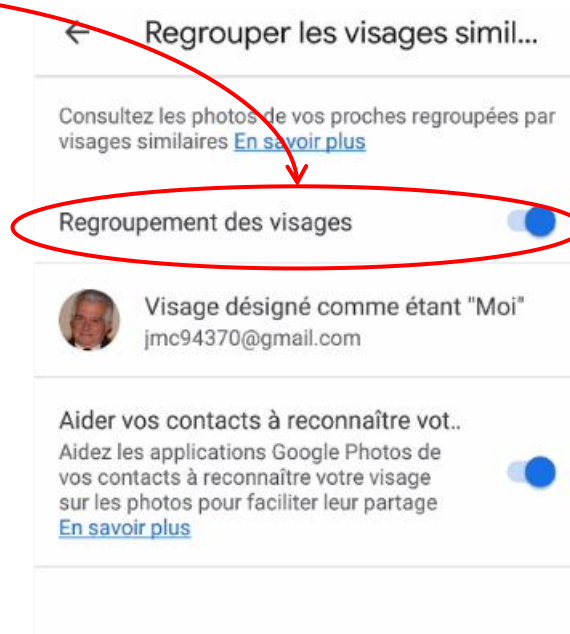 Regrouper les visages simil...
Consultez les photos de vos proches regroupées par
visages similaires En savoir plus
Regroupement des visages
Visage désigné comme étant "Moi"
jmc94370@gmail.com
Aider vos contacts à reconnaître vot..
Aidez les applications Google Photos de
vos contacts à reconnaître votre visage
sur les photos pour faciliter leur partage
En savoir plus